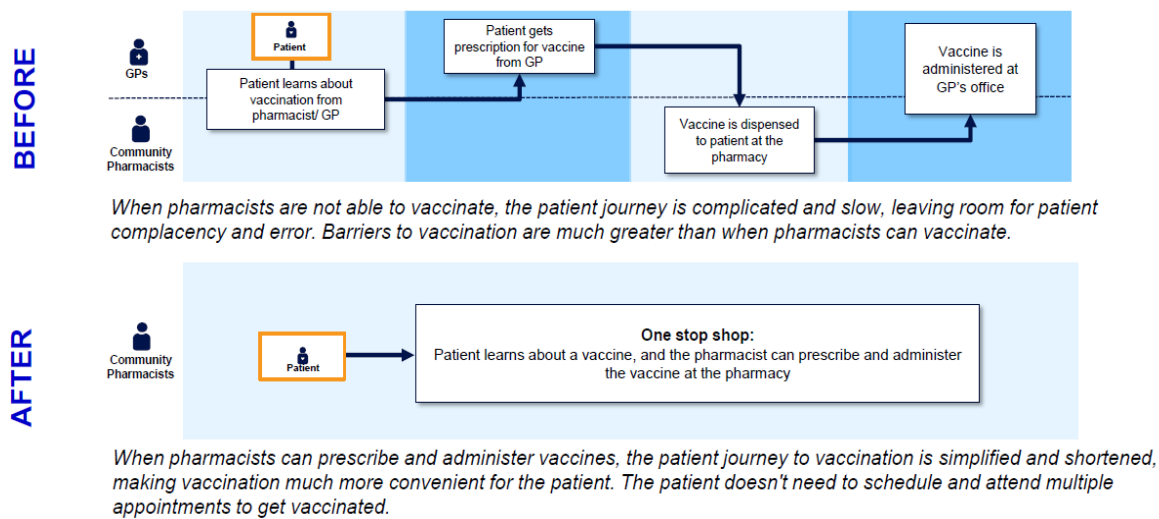 BEFORE
GPs
Community
Pharmacists
Patient
Patient learns about
vaccination from
pharmacist/ GP
Patient gets
prescription for vaccine
from GP
Vaccine is dispensed
to patient at the
pharmacy
Vaccine is
administered at
GP's office
When pharmacists are not able to vaccinate, the patient journey is complicated and slow, leaving room for patient
complacency and error. Barriers to vaccination are much greater than when pharmacists can vaccinate.
AFTER
Community
Pharmacists
Patient
One stop shop:
Patient learns about a vaccine, and the pharmacist can prescribe and administer
the vaccine at the pharmacy
When pharmacists can prescribe and administer vaccines, the patient journey to vaccination is simplified and shortened,
making vaccination much more convenient for the patient. The patient doesn't need to schedule and attend multiple
appointments to get vaccinated.